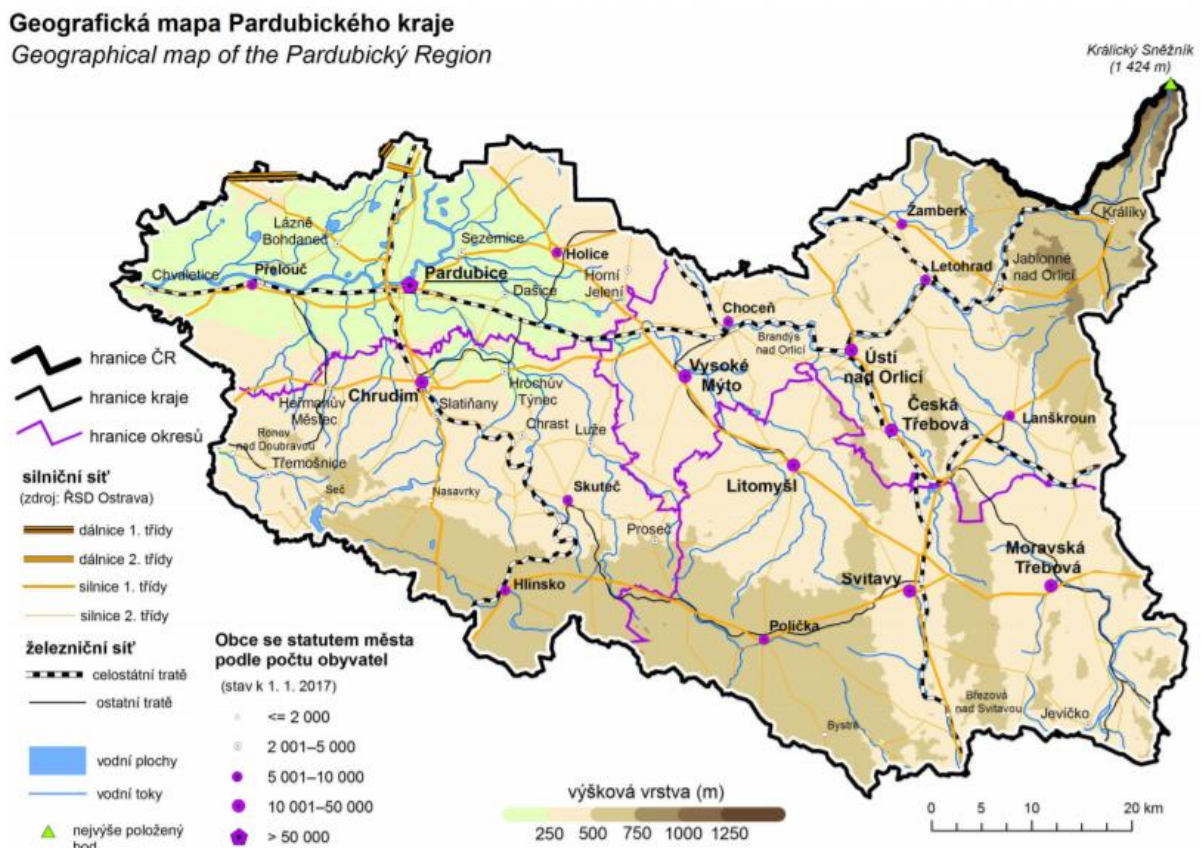 Geografická mapa Pardubického kraje
Geographical map of the Pardubický Region
Králický Sněžník
(1 424 m)
Žamberk
Králíky
Lázně
Bohdaneč
Sezemice
Holice
Letohrad
Jablonné
nad Orlicí
Chvaletice
Přelouč
Pardubice
Horní
Jelení
Dašice
Choceň
Brandýs
nad Orlicí
Ústí
nad Orlicí
hranice ČR
hranice kraje
hranice okresů
Vysoké
Mýto
Chrudim
Hrochův
Týnec
Heřmanův
Městec
Slatiňany
Česká
Třebová
Lanškroun
Chrast
Luže
Ronov
nad Doubravou
Třemošnice
Litomyšl
Seč
Nasavrky
Skuteč
Proseč
Moravská
Třebová
Hlinsko
Svitavy
Polička
Březová
nad Svitavou
Jevíčko
Bystré
silniční síť
(zdroj: ŘSD Ostrava)
dálnice 1. třídy
dálnice 2. třídy
silnice 1. třídy
silnice 2. třídy
železniční síť
celostátní tratě
ostatní tratě
vodní plochy
vodní toky
nejvýše položený
bod
Obce se statutem města
podle počtu obyvatel
(stav k 1. 1. 2017)
<= 2 000
2 001–5 000
5 001–10 000
10 001–50 000
> 50 000
výšková vrstva (m)
250 500 750 1000 1250
0 5 10 20 km